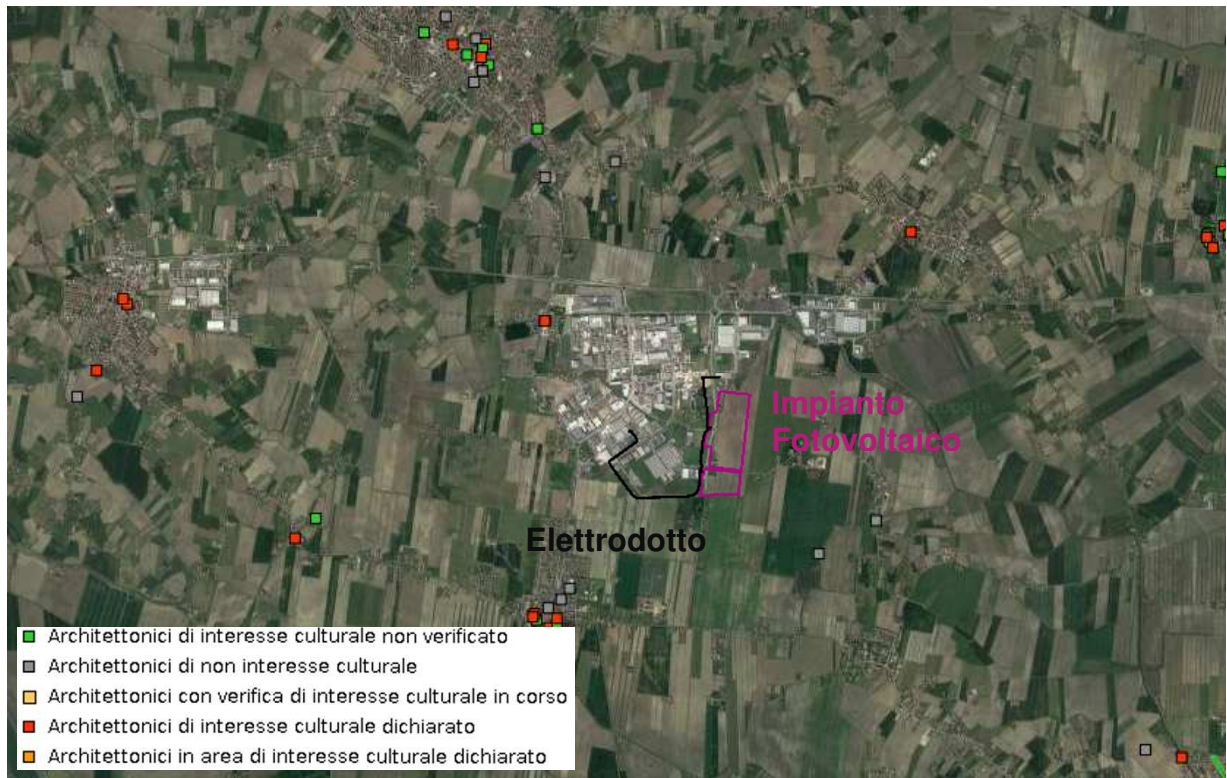 Impianto
Fotovoltaico
Elettrodotto
Architettonici di interesse culturale non verificato
Architettonici di non interesse culturale
Architettonici con verifica di interesse culturale in corso
Architettonici di interesse culturale dichiarato
Architettonici in area di interesse culturale dichiarato